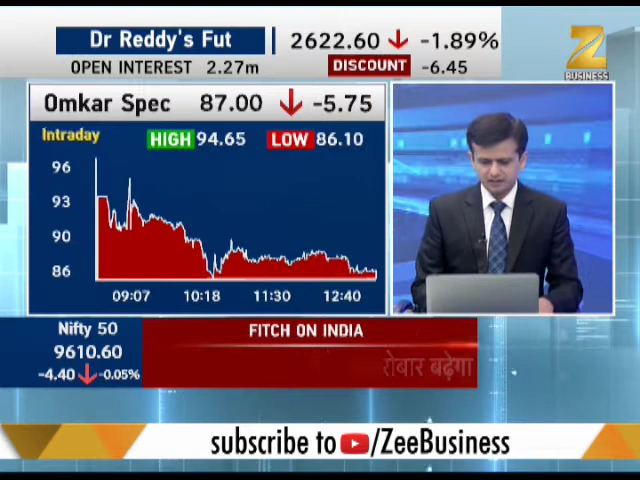 Dr Reddy's Fut 2622.60 -1.89%
OPEN INTEREST 2.27m DISCOUNT -6.45
Z
BUSINESS
Omkar Spec 87.00 -5.75
Intraday HIGH 94.65 LOW 86.10
96
93
90
86
09:07 10:18 11:30 12:40
Nifty 50
9610.60
-4.40 -0.05%
FITCH ON INDIA
रोबार बढ़ेगा
subscribe to /ZeeBusiness